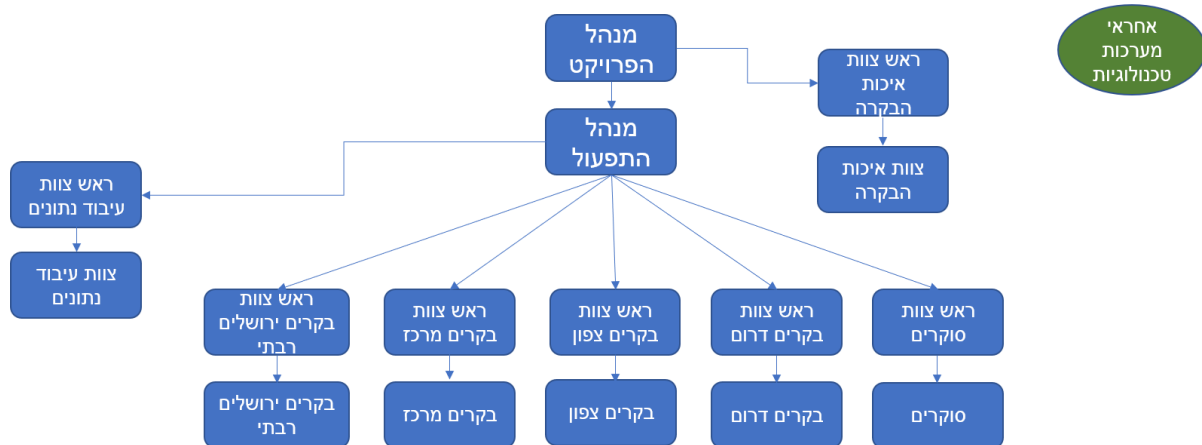 מנהל
הפרויקט
אחראי
מערכות
טכנולוגיות
ראש צוות
איכות
הבקרה
מנהל
התפעול
צוות איכות
הבקרה
ראש צוות
עיבוד נתונים
צוות עיבוד
נתונים
ראש צוות
סוקרים
ראש צוות
בקרים דרום
ראש צוות
בקרים צפון
ראש צוות
בקרים מרכז
ראש צוות
בקרים ירושלים
רבתי
סוקרים
בקרים דרום
בקרים צפון
בקרים מרכז
בקרים ירושלים
רבתי